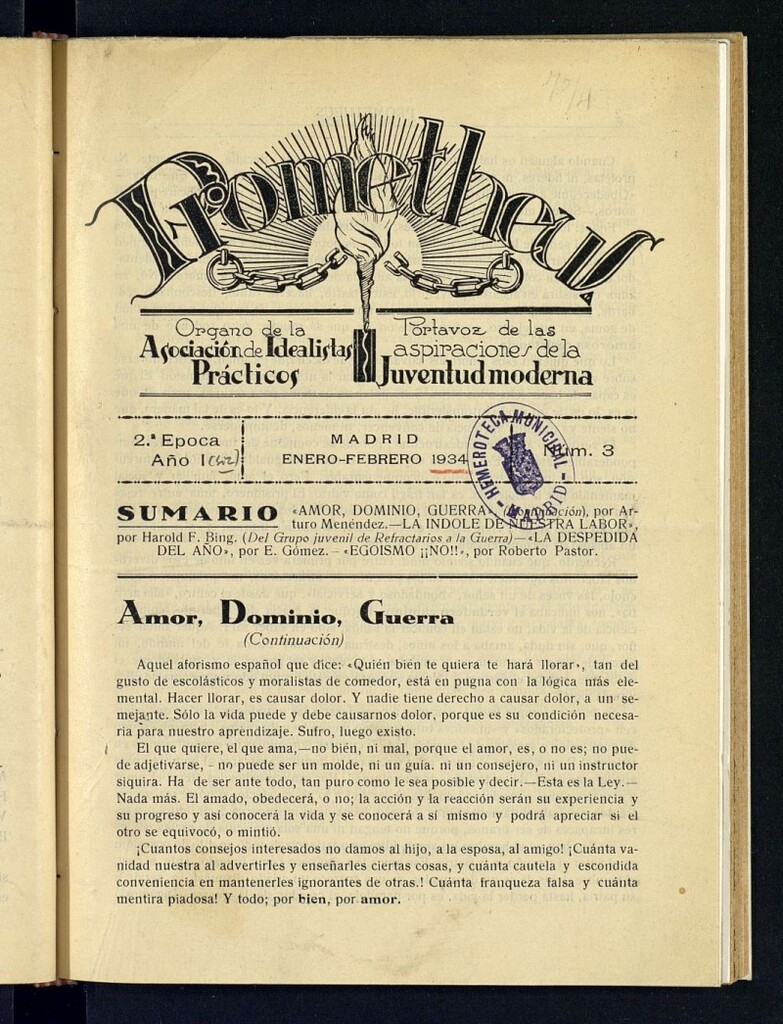 Prometheus
Organo de la
Asociación de Idealistas
Prácticos
Portavoz de las
aspiraciones de la
Juventud moderna
2.ª Epoca
Año I
MADRID
ENERO-FEBRERO 1934
Núm. 3
HEMEROTECA MUNICIPAL - MADRID -
SUMARIO «AMOR, DOMINIO, GUERRA» (Continuación), por Ar-
turo Menéndez.—LA INDOLE DE NUESTRA LABOR»,
por Harold F. Bing. (Del Grupo juvenil de Refractarios a la Guerra)—«LA DESPEDIDA
DEL AÑO», por E. Gómez. – «EGOISMO ¡¡NO!!», por Roberto Pastor.
Amor, Dominio, Guerra
(Continuación)
Aquel aforismo español que dice: «Quién bién te quiera te hará llorar», tan del
gusto de escolásticos y moralistas de comedor, está en pugna con la lógica más ele-
mental. Hacer llorar, es causar dolor. Y nadie tiene derecho a causar dolor, a un se-
mejante. Sólo la vida puede y debe causarnos dolor, porque es su condición necesa-
ria para nuestro aprendizaje. Sufro, luego existo.
El que quiere, el que ama,—no bién, ni mal, porque el amor, es, o no es; no pue-
de adjetivarse, - no puede ser un molde, ni un guía. ni un consejero, ni un instructor
siquira. Ha de ser ante todo, tan puro como le sea posible y decir.—Esta es la Ley.—
Nada más. El amado, obedecerá, o no; la acción y la reacción serán su experiencia y
su progreso y así conocerá la vida y se conocerá a sí mismo y podrá apreciar si el
otro se equivocó, o mintió.
¡Cuantos consejos interesados no damos al hijo, a la esposa, al amigo! ¡Cuánta va-
nidad nuestra al advertirles y enseñarles ciertas cosas, y cuánta cautela y escondida
conveniencia en mantenerles ignorantes de otras.! Cuánta franqueza falsa y cuánta
mentira piadosa! Y todo; por bien, por amor.